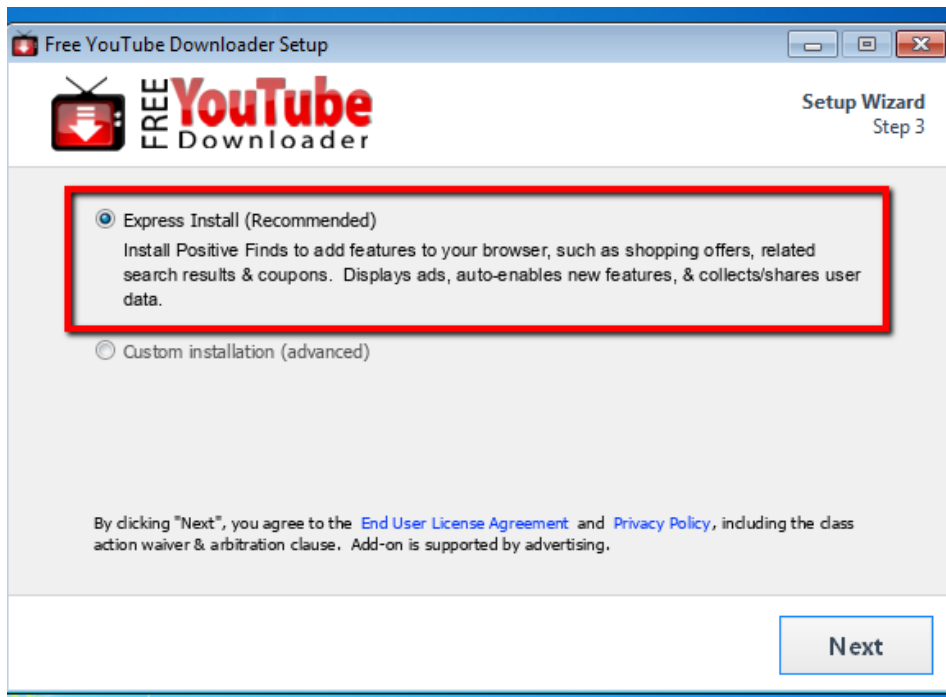 Free YouTube Downloader Setup
FREE YouTube
Downloader
Setup Wizard
Step 3
Express Install (Recommended)
Install Positive Finds to add features to your browser, such as shopping offers, related
search results & coupons.  Displays ads, auto-enables new features, & collects/shares user
data.
Custom installation (advanced)
By clicking "Next", you agree to the End User License Agreement and Privacy Policy, including the class
action waiver & arbitration clause.  Add-on is supported by advertising.
Next